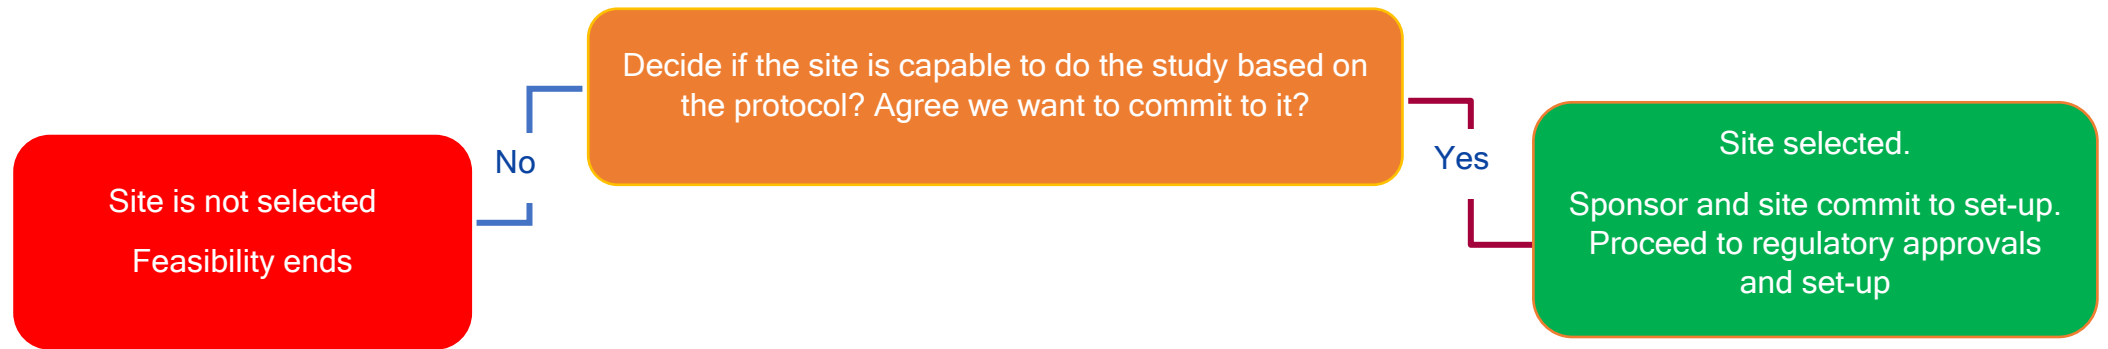 Decide if the site is capable to do the study based on
the protocol? Agree we want to commit to it?
No
Site is not selected
Feasibility ends
Yes
Site selected.
Sponsor and site commit to set-up.
Proceed to regulatory approvals
and set-up